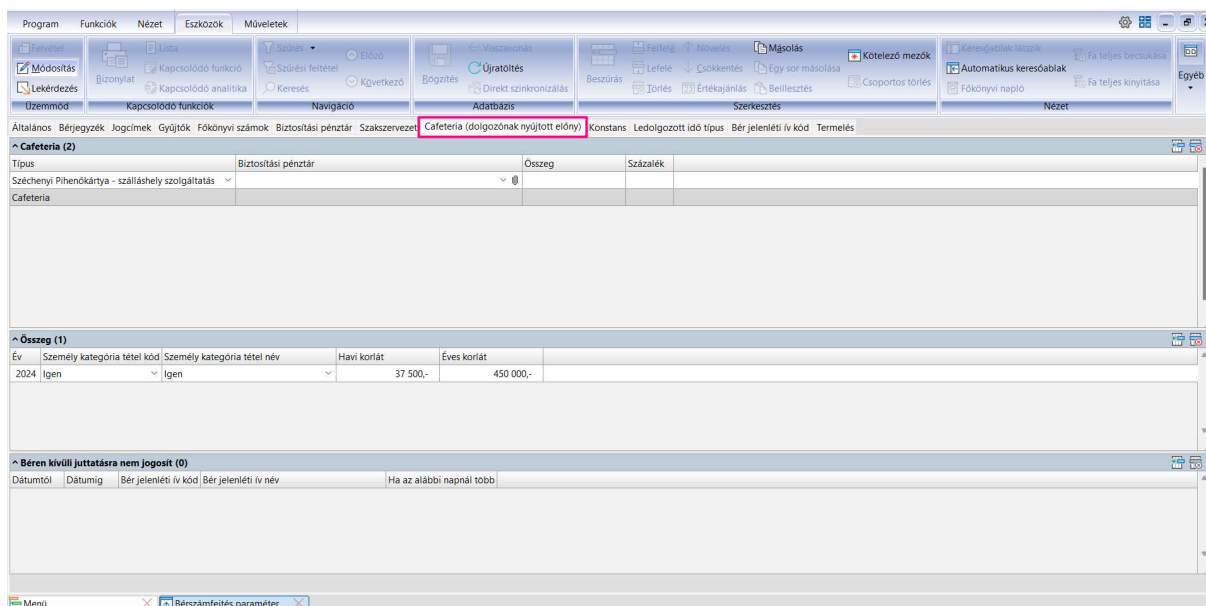 Program Funkciók Nézet Eszközök Műveletek
Felvétel Lista Szűrés Előző Visszavonás Felfelé Növelés Másolás Kötelező mezők Keresőablak látszik Fa teljes becsukása
Módosítás Bizonylat Kapcsolódó funkció Szűrési feltétel Rögzítés Újratöltés Beszúrás Lefelé Csökkentés Egy sor másolása Automatikus keresőablak Egyéb
Lekérdezés Kapcsolódó analitika Keresés Következő Direkt szinkronizálás Törlés Értékajánlás Beillesztés Csoportos törlés Főkönyvi napló Fa teljes kinyitása
Üzemmód Kapcsolódó funkciók Navigáció Adatbázis Szerkesztés Nézet
Általános Bérjegyzék Jogcímek Gyűjtők Főkönyvi számok Biztosítási pénztár Szakszervezet Cafeteria (dolgozónak nyújtott előny) Konstans Ledolgozott idő típus Bér jelenléti ív kód Termelés
Cafeteria (2)
Típus Biztosítási pénztár Összeg Százalék
Széchenyi Pihenőkártya - szálláshely szolgáltatás
Cafeteria
Összeg (1)
Év Személy kategória tétel kód Személy kategória tétel név Havi korlát Éves korlát
2024 Igen Igen 37 500,- 450 000,-
Béren kívüli juttatásra nem jogosít (0)
Dátumtól Dátumig Bér jelenléti ív kód Bér jelenléti ív név Ha az alábbi napnál több
Menü Bérszámfejtés paraméter